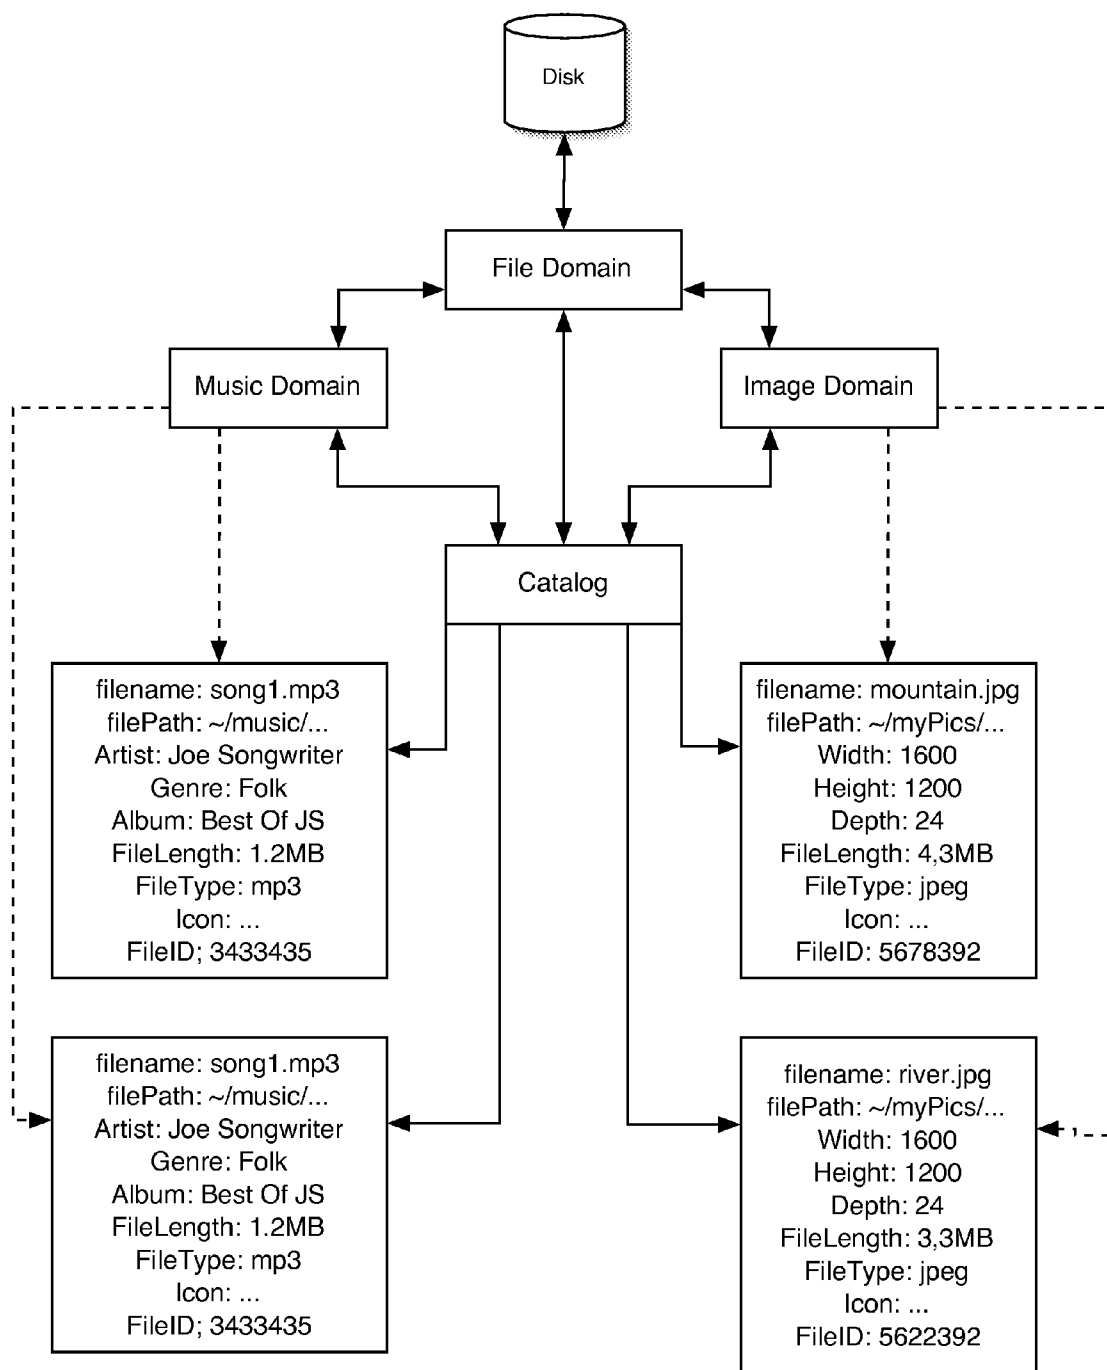 Disk
File Domain
Music Domain
Image Domain
Catalog
filename: song1.mp3
filePath: ~/music/...
Artist: Joe Songwriter
Genre: Folk
Album: Best Of JS
FileLength: 1.2MB
FileType: mp3
Icon: ...
FileID; 3433435
filename: mountain.jpg
filePath: ~/myPics/...
Width: 1600
Height: 1200
Depth: 24
FileLength: 4,3MB
FileType: jpeg
Icon: ...
FileID: 5678392
filename: song1.mp3
filePath: ~/music/...
Artist: Joe Songwriter
Genre: Folk
Album: Best Of JS
FileLength: 1.2MB
FileType: mp3
Icon: ...
FileID; 3433435
filename: river.jpg
filePath: ~/myPics/...
Width: 1600
Height: 1200
Depth: 24
FileLength: 3,3MB
FileType: jpeg
Icon: ...
FileID: 5622392